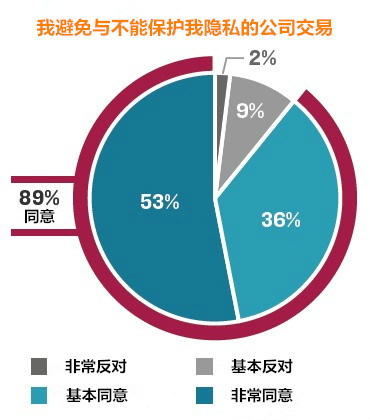 我避免与不能保护我隐私的公司交易
2%
9%
53%
36%
89%
同意
非常反对
基本反对
基本同意
非常同意